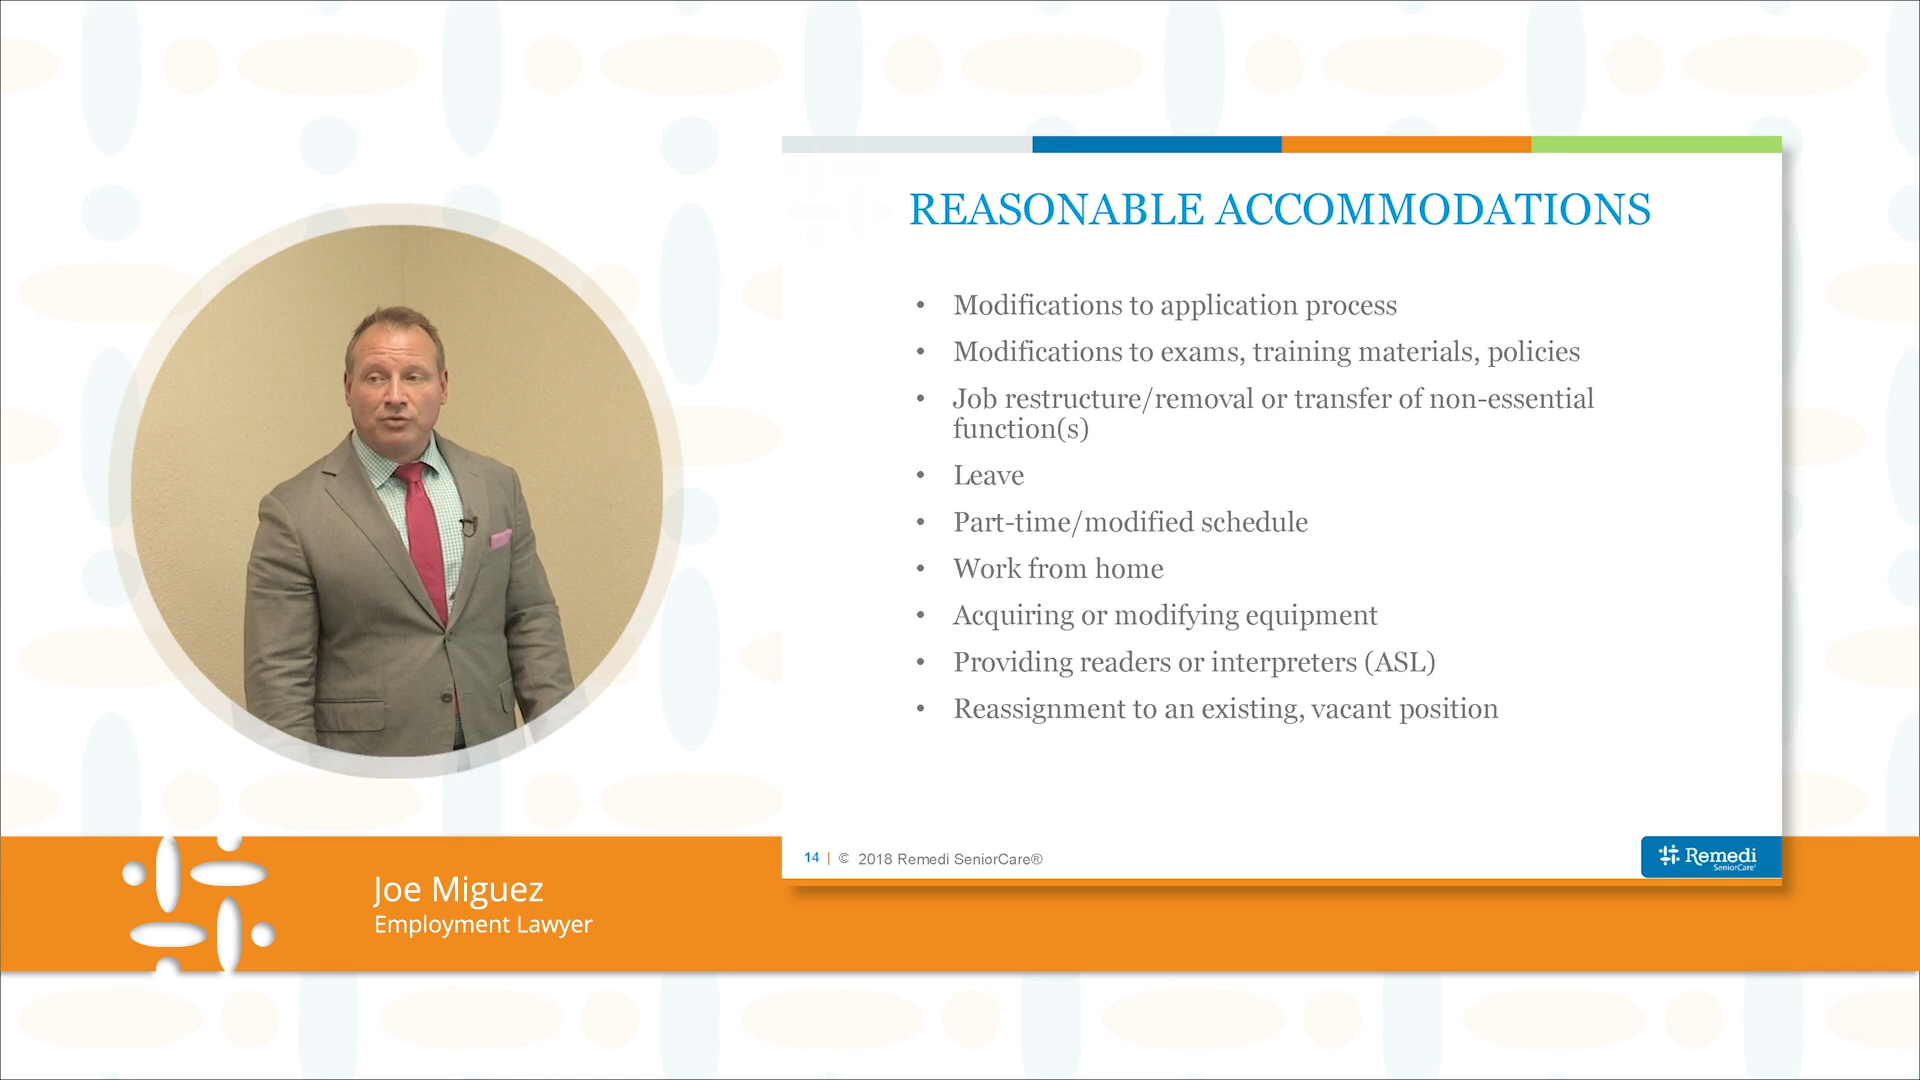 REASONABLE ACCOMMODATIONS
• Modifications to application process
• Modifications to exams, training materials, policies
• Job restructure/removal or transfer of non-essential
function(s)
• Leave
• Part-time/modified schedule
• Work from home
• Acquiring or modifying equipment
• Providing readers or interpreters (ASL)
• Reassignment to an existing, vacant position
14 | © 2018 Remedi SeniorCare®
Remedi
SeniorCare®
Joe Miguez
Employment Lawyer